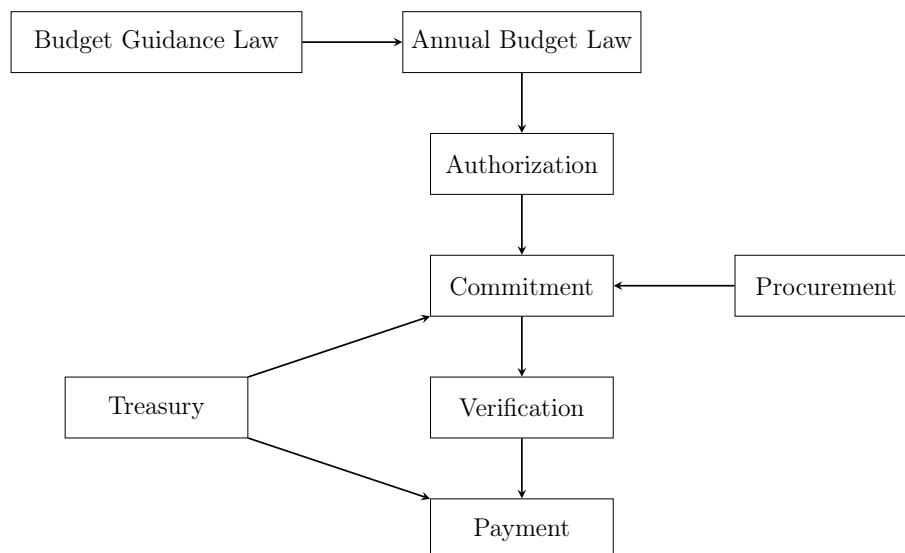 Budget Guidance Law
Annual Budget Law
Authorization
Commitment
Procurement
Treasury
Verification
Payment